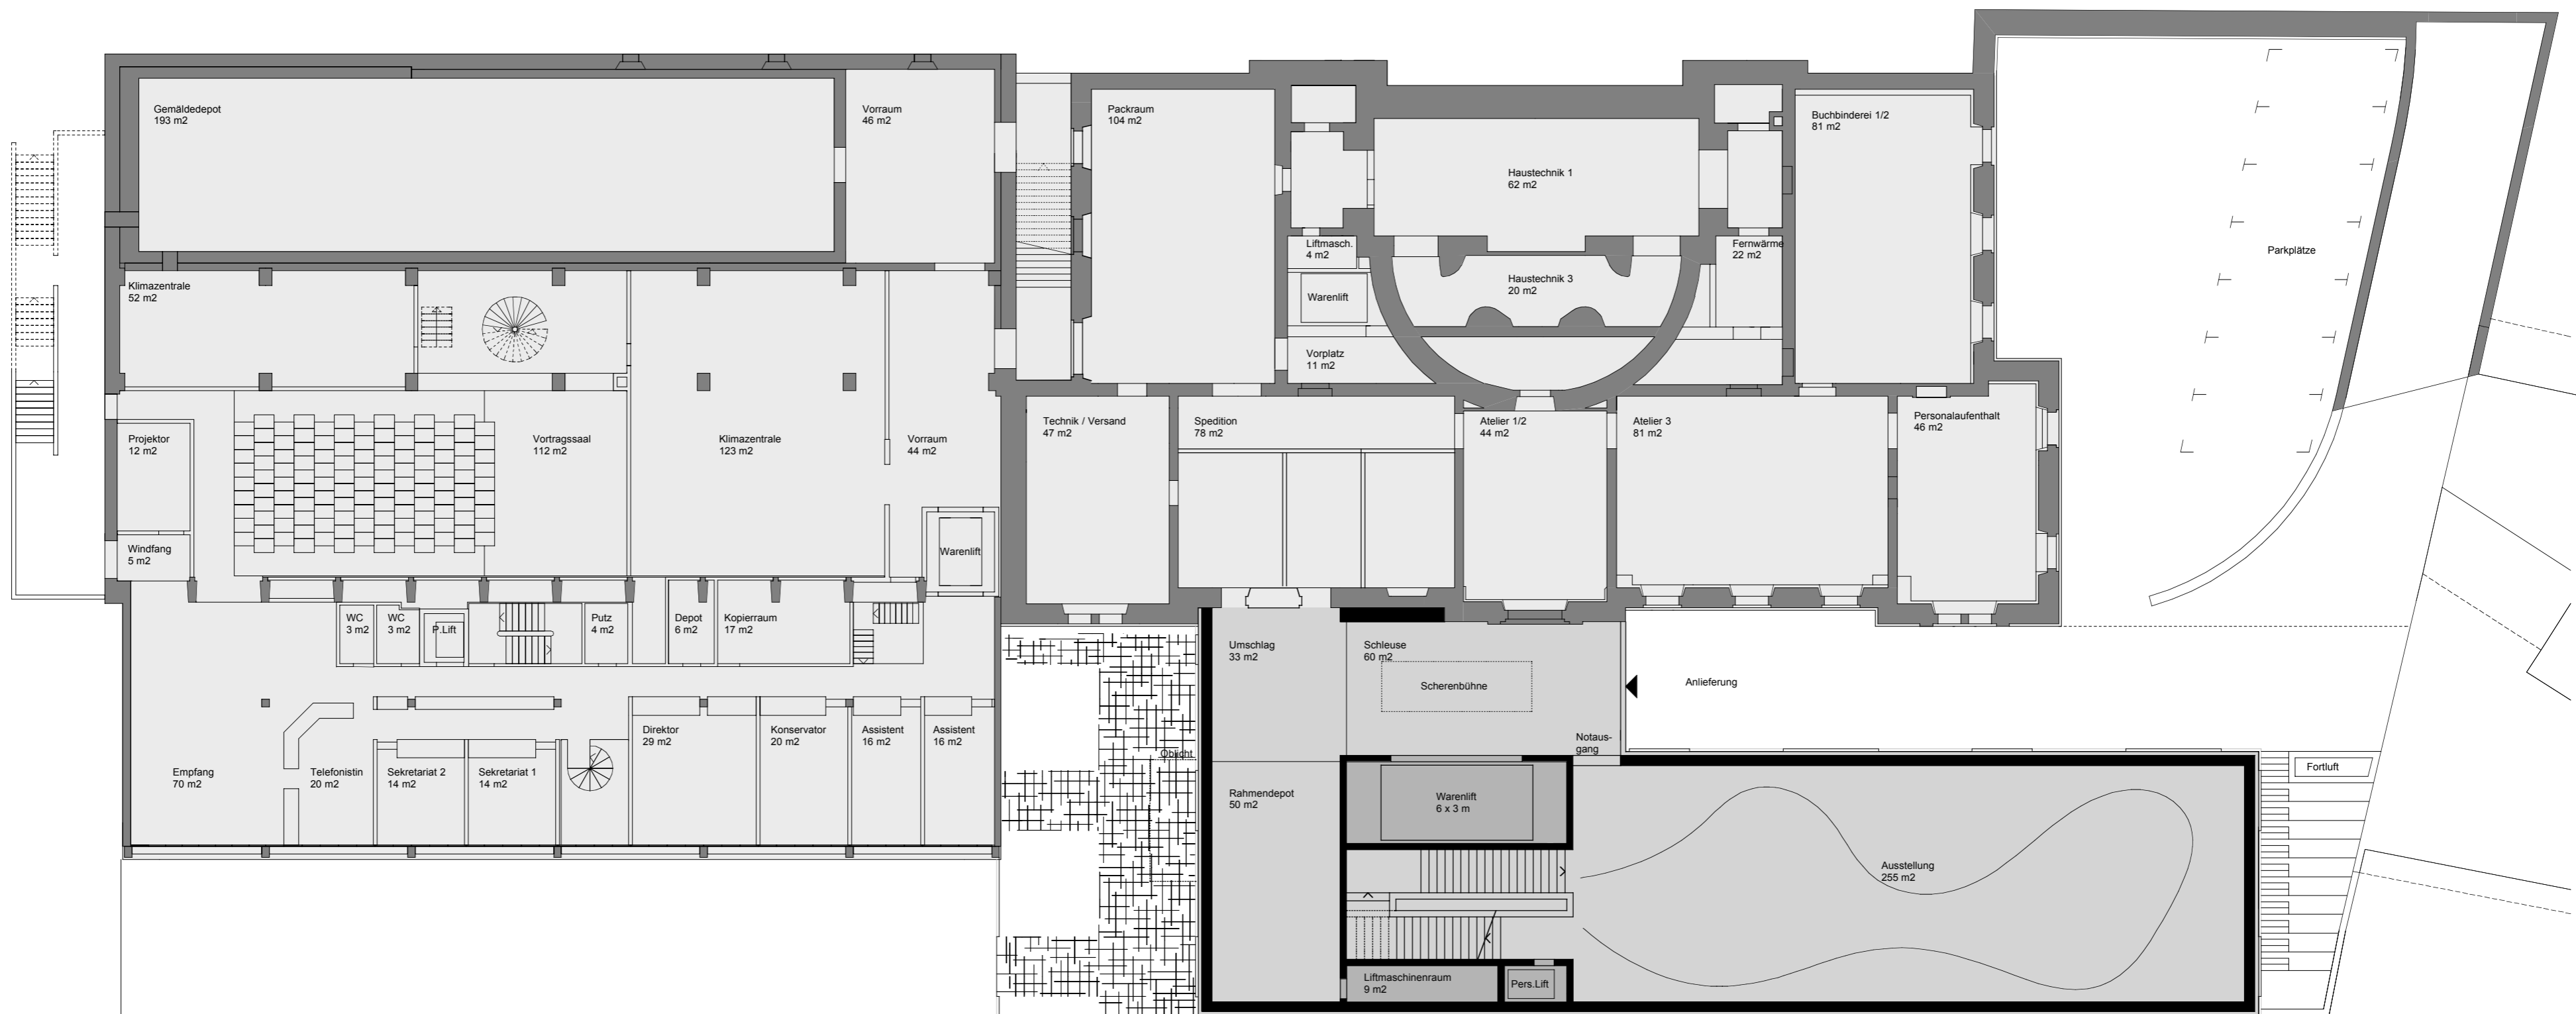 Gemäldedepot
193 m2
Vorraum
46 m2
Packraum
104 m2
Haustechnik 1
62 m2
Buchbinderei 1/2
81 m2
Liftmasch.
4 m2
Fernwärme
22 m2
Parkplätze
Klimazentrale
52 m2
Warenlift
Haustechnik 3
20 m2
Vorplatz
11 m2
Projektor
12 m2
Vortragssaal
112 m2
Klimazentrale
123 m2
Vorraum
44 m2
Technik / Versand
47 m2
Spedition
78 m2
Atelier 1/2
44 m2
Atelier 3
81 m2
Personalaufenthalt
46 m2
Windfang
5 m2
Warenlift
WC
3 m2
WC
3 m2
P.Lift
Putz
4 m2
Depot
6 m2
Kopierraum
17 m2
Umschlag
33 m2
Schleuse
60 m2
Scherenbühne
Anlieferung
Direktor
29 m2
Konservator
20 m2
Assistent
16 m2
Assistent
16 m2
Oblicht
Notaus-
gang
Empfang
70 m2
Telefonistin
20 m2
Sekretariat 2
14 m2
Sekretariat 1
14 m2
Fortluft
Rahmendepot
50 m2
Warenlift
6 x 3 m
Ausstellung
255 m2
Liftmaschinenraum
9 m2
Pers.Lift